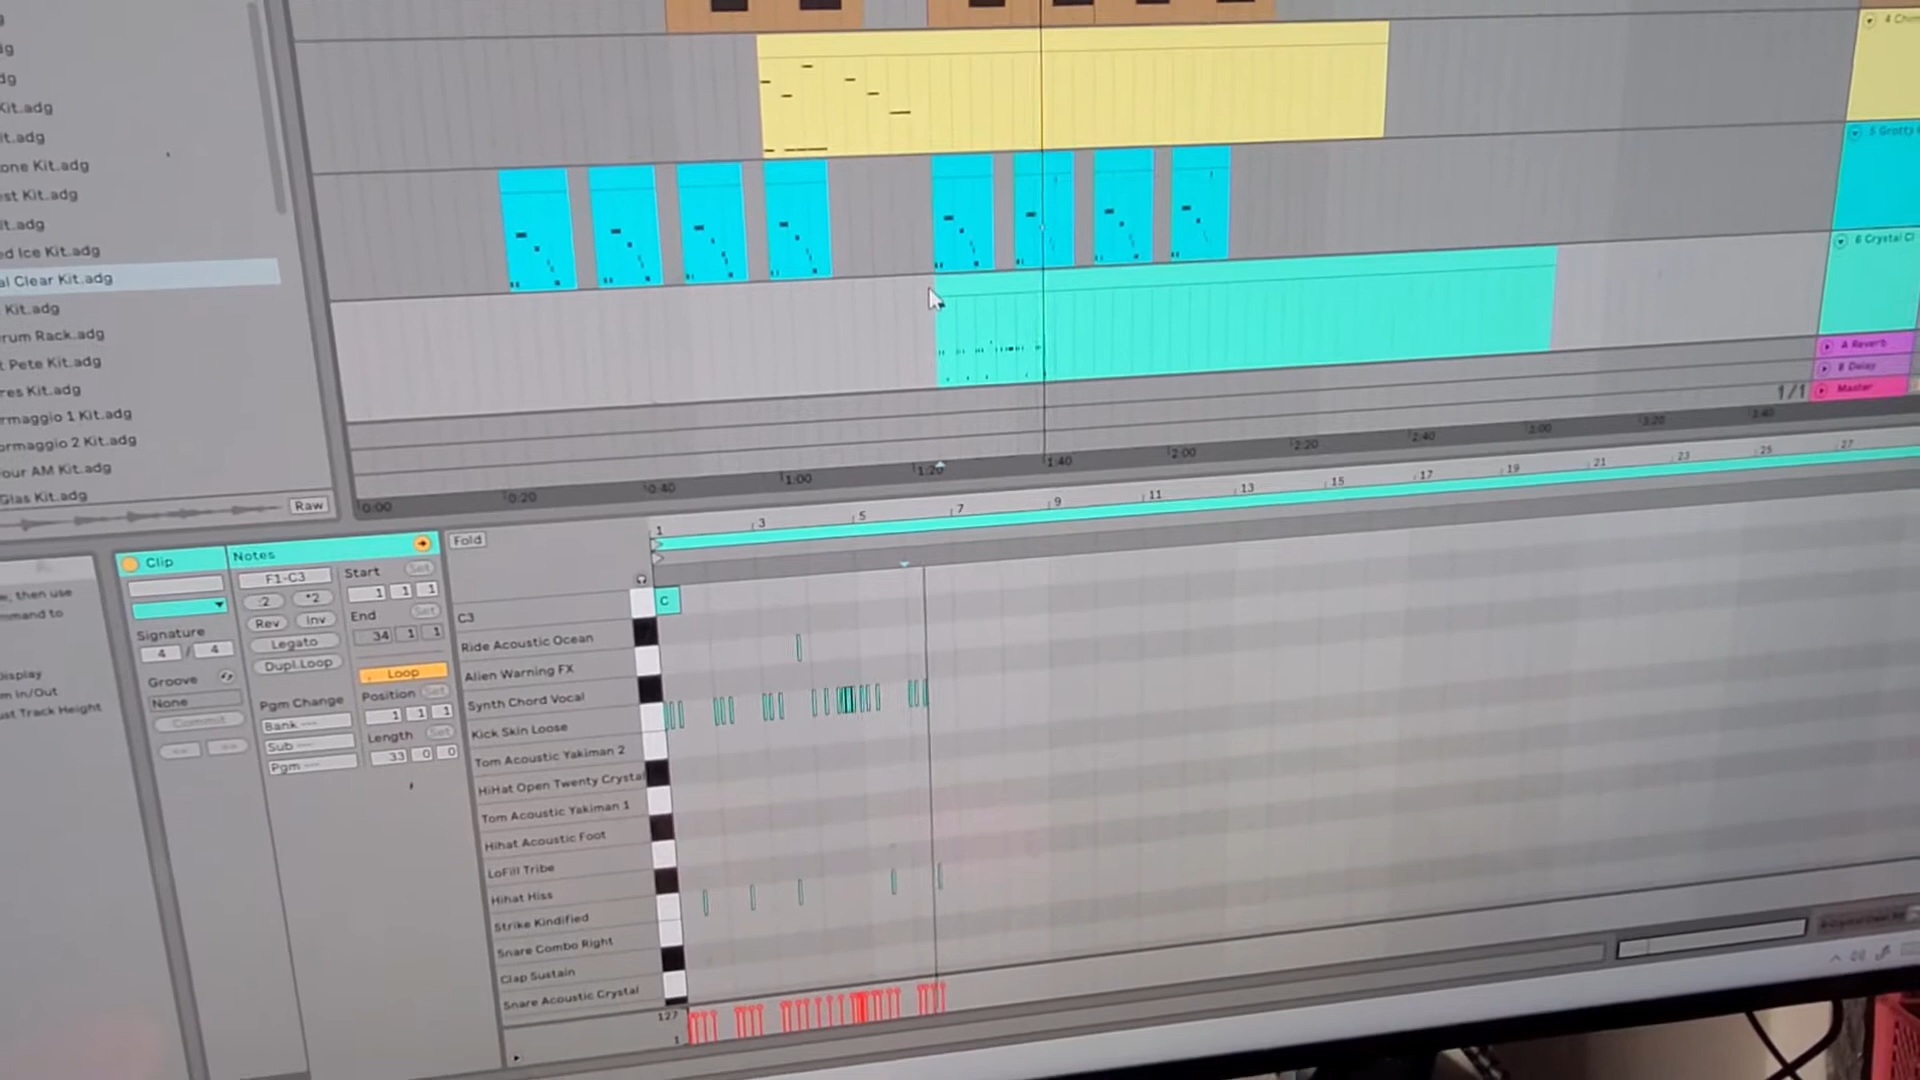 Kit.adg
it.adg
one Kit.adg
st Kit.adg
it.adg
ed Ice Kit.adg
al Clear Kit.adg
Kit.adg
rum Rack.adg
t Pete Kit.adg
res Kit.adg
rmaggio 1 Kit.adg
ormaggio 2 Kit.adg
our AM Kit.adg
Glas Kit.adg
Raw
6 Crystal Cl
A Reverb
B Delay
Master
1/1
0:00
0:20
0:40
1:00
1:20
1:40
2:00
2:20
2:40
3:00
3:20
3:40
1
3
5
7
9
11
13
15
17
19
21
23
25
27
e, then use
mmand to
isplay
m In/Out
ust Track Height
Clip
Signature
4 / 4
Groove
None
Commit
Notes
F1-C3
:2
*2
Rev
Inv
Legato
Dupl.Loop
Pgm Change
Bank ---
Sub ---
Pgm ---
Start
Set
1 1 1
End
Set
34 1 1
Loop
Position
Set
1 1 1
Length
Set
33 0 0
Fold
C
C3
Ride Acoustic Ocean
Alien Warning FX
Synth Chord Vocal
Kick Skin Loose
Tom Acoustic Yakiman 2
HiHat Open Twenty Crystal
Tom Acoustic Yakiman 1
Hihat Acoustic Foot
LoFill Tribe
Hihat Hiss
Strike Kindified
Snare Combo Right
Clap Sustain
Snare Acoustic Crystal
127
1